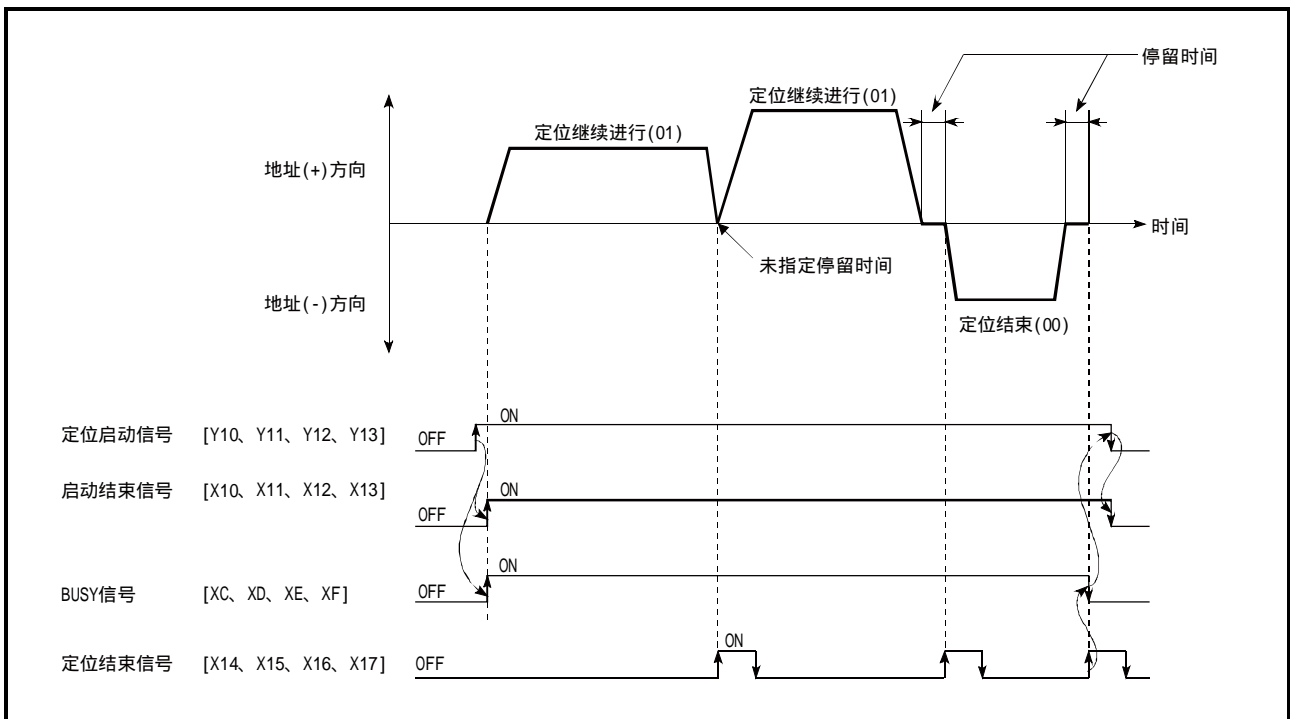 停留时间
定位继续进行(01)
定位继续进行(01)
地址(+)方向
时间
未指定停留时间
地址(-)方向
定位结束(00)
定位启动信号 [Y10、Y11、Y12、Y13] OFF ON
启动结束信号 [X10、X11、X12、X13] OFF ON
BUSY信号 [XC、XD、XE、XF] OFF ON
定位结束信号 [X14、X15、X16、X17] OFF ON